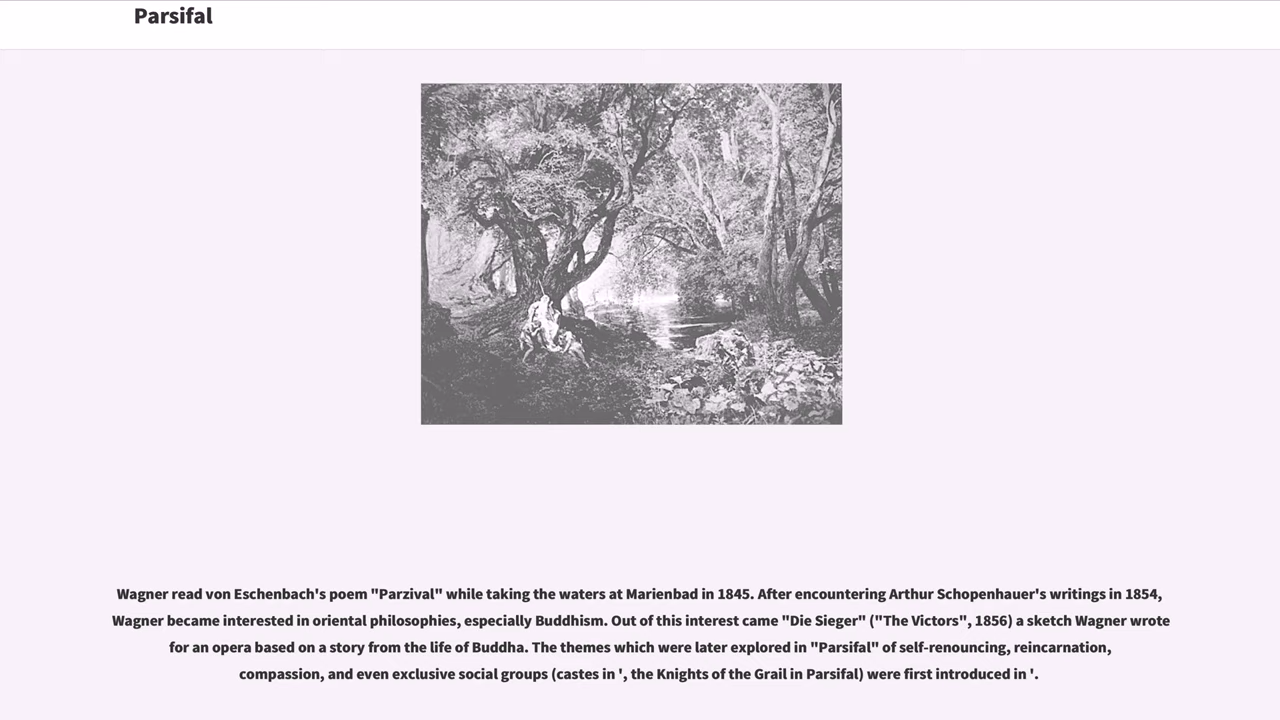 Parsifal
Wagner read von Eschenbach's poem "Parzival" while taking the waters at Marienbad in 1845. After encountering Arthur Schopenhauer's writings in 1854,
Wagner became interested in oriental philosophies, especially Buddhism. Out of this interest came "Die Sieger" ("The Victors", 1856) a sketch Wagner wrote
for an opera based on a story from the life of Buddha. The themes which were later explored in "Parsifal" of self-renouncing, reincarnation,
compassion, and even exclusive social groups (castes in ', the Knights of the Grail in Parsifal) were first introduced in '.